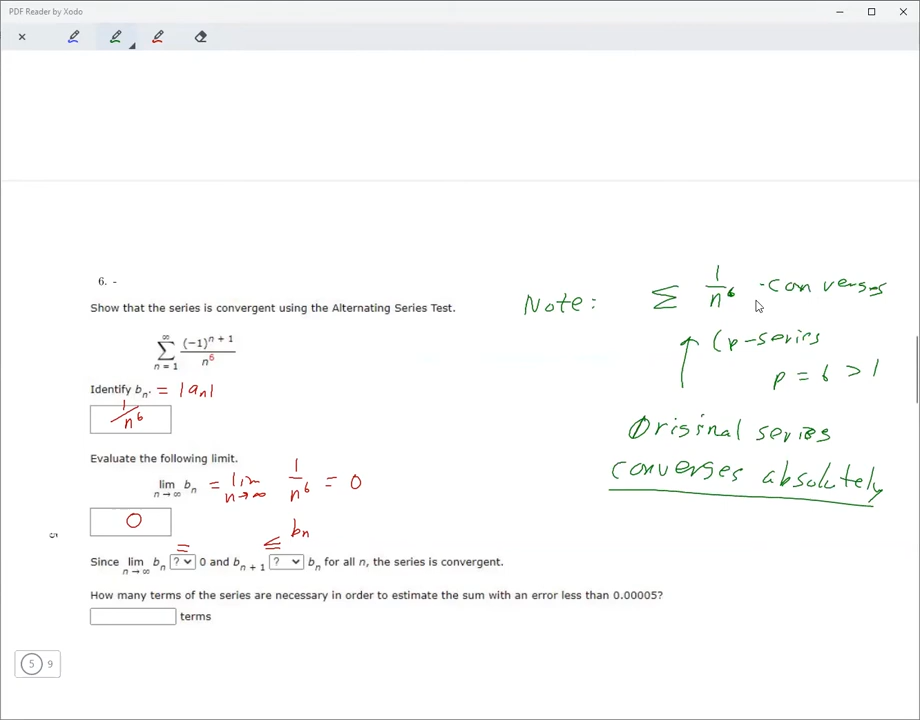 PDF Reader by Xodo
6. -
Show that the series is convergent using the Alternating Series Test.
∞
∑ (-1)^(n + 1) / n^6
n = 1
Identify b_n. = |a_n|
1/n^6
Evaluate the following limit.
lim b_n = lim 1/n^6 = 0
n → ∞ n → ∞
0
= ≤ b_n
Since lim b_n ? 0 and b_(n + 1) ? b_n for all n, the series is convergent.
n → ∞
How many terms of the series are necessary in order to estimate the sum with an error less than 0.00005?
terms
Note: ∑ 1/n^6 - converges
↑ (p-series
p = 6 > 1
Original series
converges absolutely
5
5 9